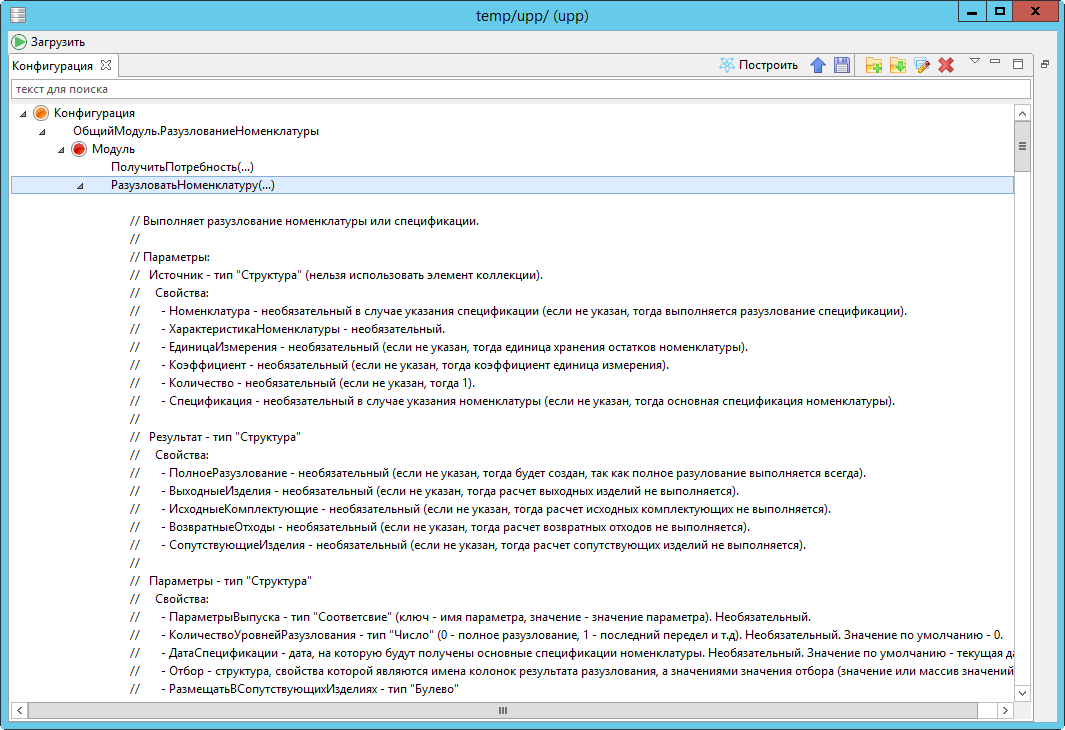 temp/upp/ (upp)
Загрузить
Конфигурация
Построить
текст для поиска
Конфигурация
ОбщийМодуль.РазузлованиеНоменклатуры
Модуль
ПолучитьПотребность(...)
РазузловатьНоменклатуру(...)
// Выполняет разузлование номенклатуры или спецификации.
//
// Параметры:
// Источник - тип "Структура" (нельзя использовать элемент коллекции).
// Свойства:
// - Номенклатура - необязательный в случае указания спецификации (если не указан, тогда выполняется разузлование спецификации).
// - ХарактеристикаНоменклатуры - необязательный.
// - ЕдиницаИзмерения - необязательный (если не указан, тогда единица хранения остатков номенклатуры).
// - Коэффициент - необязательный (если не указан, тогда коэффициент единица измерения).
// - Количество - необязательный (если не указан, тогда 1).
// - Спецификация - необязательный в случае указания номенклатуры (если не указан, тогда основная спецификация номенклатуры).
//
// Результат - тип "Структура"
// Свойства:
// - ПолноеРазузлование - необязательный (если не указан, тогда будет создан, так как полное разулование выполняется всегда).
// - ВыходныеИзделия - необязательный (если не указан, тогда расчет выходных изделий не выполняется).
// - ИсходныеКомплектующие - необязательный (если не указан, тогда расчет исходных комплектующих не выполняется).
// - ВозвратныеОтходы - необязательный (если не указан, тогда расчет возвратных отходов не выполняется).
// - СопутствующиеИзделия - необязательный (если не указан, тогда расчет сопутствующих изделий не выполняется).
//
// Параметры - тип "Структура"
// Свойства:
// - ПараметрыВыпуска - тип "Соответсвие" (ключ - имя параметра, значение - значение параметра). Необязательный.
// - КоличествоУровнейРазузлования - тип "Число" (0 - полное разузлование, 1 - последний передел и т.д). Необязательный. Значение по умолчанию - 0.
// - ДатаСпецификации - дата, на которую будут получены основные спецификации номенклатуры. Необязательный. Значение по умолчанию - текущая да
// - Отбор - структура, свойства которой являются имена колонок результата разузлования, а значениями значения отбора (значение или массив значений
// - РазмещатьВСопутствующихИзделиях - тип "Булево"